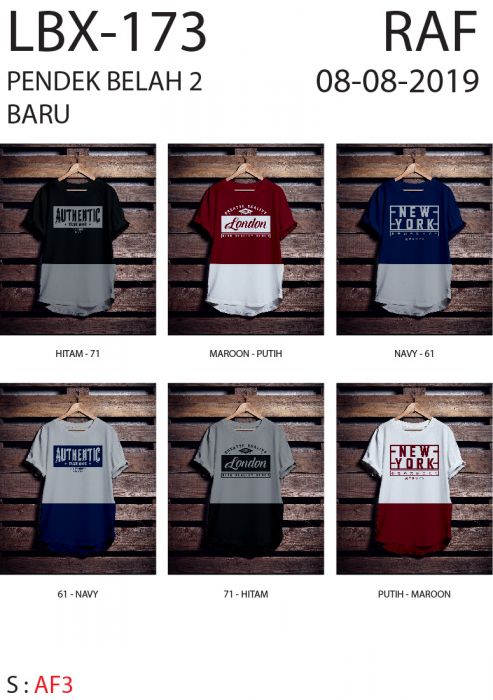 LBX-173
RAF
PENDEK BELAH 2
08-08-2019
BARU
AUTHENTIC
London
NEW
YORK
HITAM - 71
MAROON - PUTIH
NAVY - 61
AUTHENTIC
London
NEW
YORK
61 - NAVY
71 - HITAM
PUTIH - MAROON
S : AF3